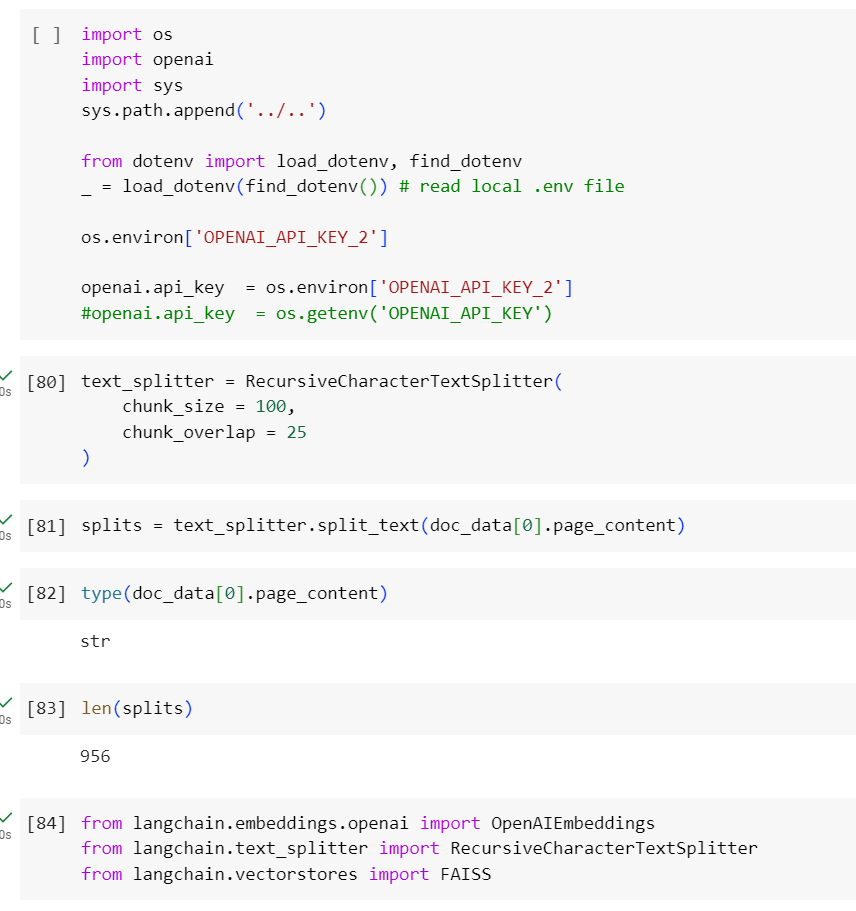 [ ] import os
import openai
import sys
sys.path.append('../..')
from dotenv import load_dotenv, find_dotenv
_ = load_dotenv(find_dotenv()) # read local .env file
os.environ['OPENAI_API_KEY_2']
openai.api_key  = os.environ['OPENAI_API_KEY_2']
#openai.api_key  = os.getenv('OPENAI_API_KEY')
0s [80] text_splitter = RecursiveCharacterTextSplitter(
    chunk_size = 100,
    chunk_overlap = 25
)
0s [81] splits = text_splitter.split_text(doc_data[0].page_content)
0s [82] type(doc_data[0].page_content)
str
0s [83] len(splits)
956
0s [84] from langchain.embeddings.openai import OpenAIEmbeddings
from langchain.text_splitter import RecursiveCharacterTextSplitter
from langchain.vectorstores import FAISS